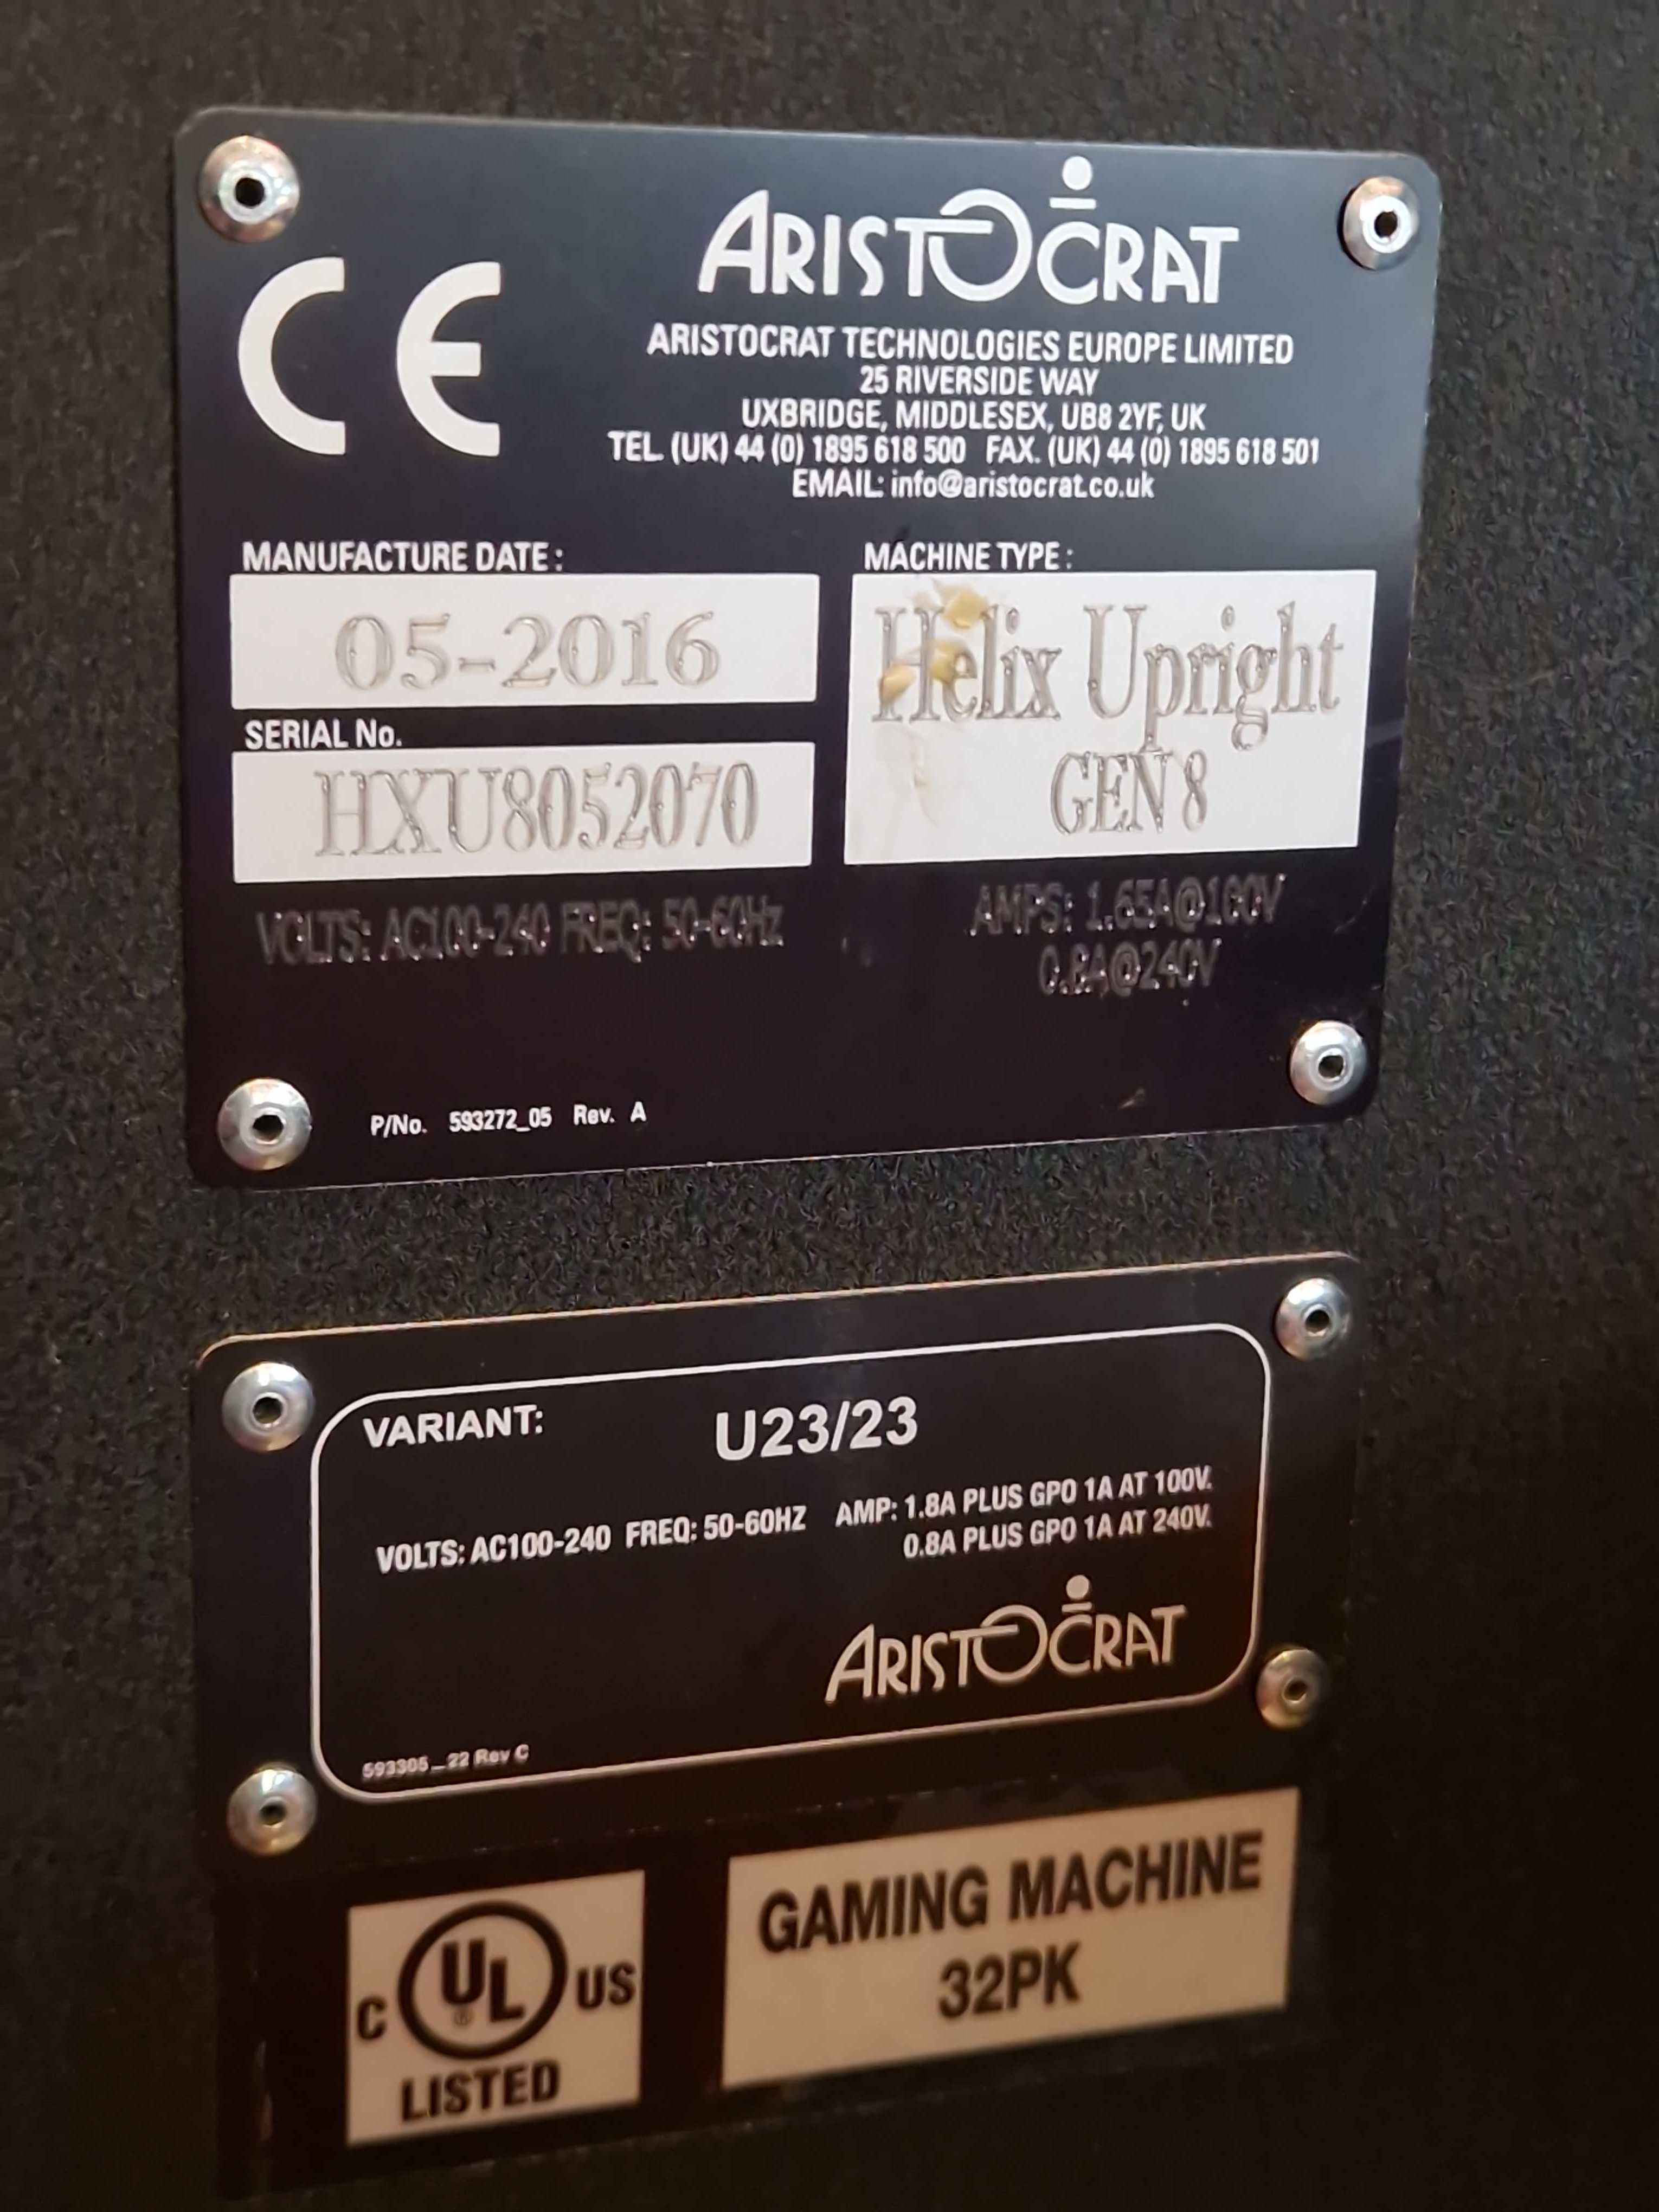 CE
ARISTOCRAT
ARISTOCRAT TECHNOLOGIES EUROPE LIMITED
25 RIVERSIDE WAY
UXBRIDGE, MIDDLESEX, UB8 2YF, UK
TEL. (UK) 44 (0) 1895 618 500 FAX. (UK) 44 (0) 1895 618 501
EMAIL: info@aristocrat.co.uk
MANUFACTURE DATE :
05-2016
SERIAL No.
HXU8052070
MACHINE TYPE :
Helix Upright
GEN 8
VOLTS: AC100-240 FREQ: 50-60Hz
AMPS: 1.65A@100V
0.8A@240V
P/No. 593272_05 Rev. A
VARIANT: U23/23
VOLTS: AC100-240 FREQ: 50-60HZ AMP: 1.8A PLUS GPO 1A AT 100V.
0.8A PLUS GPO 1A AT 240V.
ARISTOCRAT
593305_22 Rev C
C UL ® US
LISTED
GAMING MACHINE
32PK